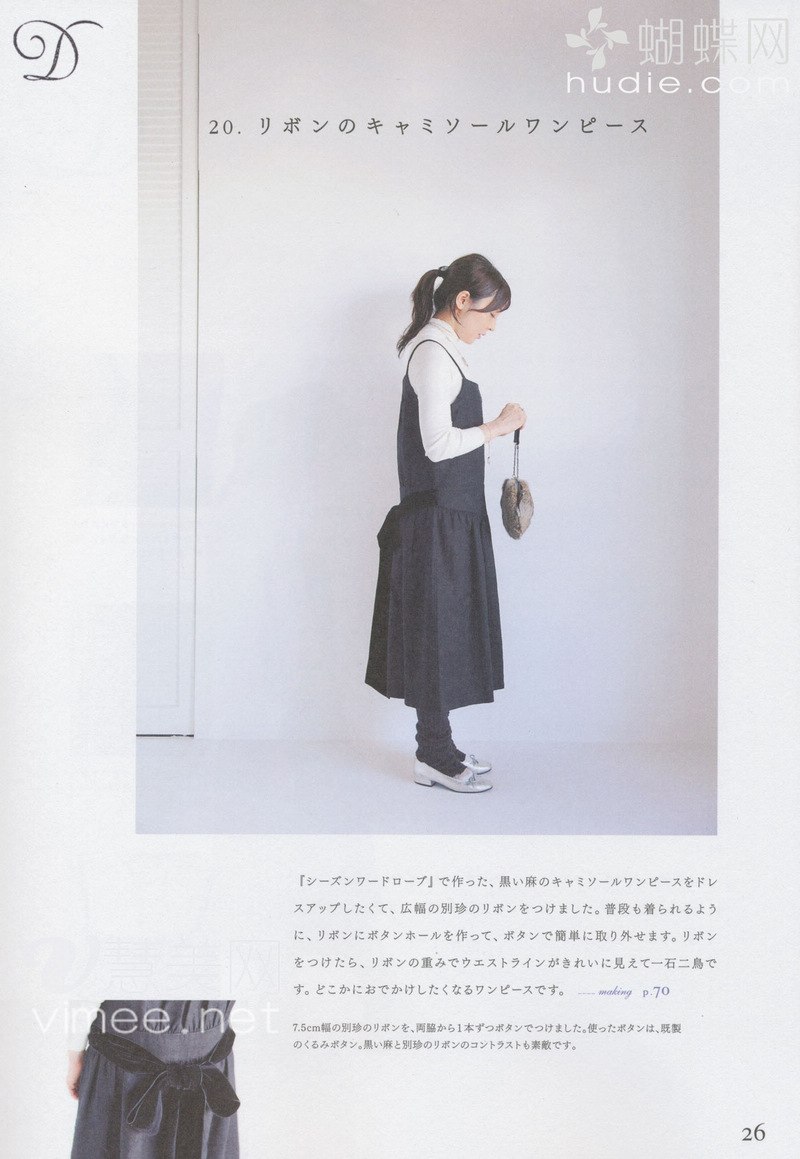 D
蝴蝶网
hudie.com
20. リボンのキャミソールワンピース
『シーズンワードローブ』で作った、黒い麻のキャミソールワンピースをドレ
スアップしたくて、広幅の別珍のリボンをつけました。普段も着られるよう
に、リボンにボタンホールを作って、ボタンで簡単に取り外せます。リボン
をつけたら、リボンの重みでウエストラインがきれいに見えて一石二鳥で
す。どこかにおでかけしたくなるワンピースです。 making p.70
7.5cm幅の別珍のリボンを、両脇から1本ずつボタンでつけました。使ったボタンは、既製
のくるみボタン。黒い麻と別珍のリボンのコントラストも素敵です。
vimee.net
26